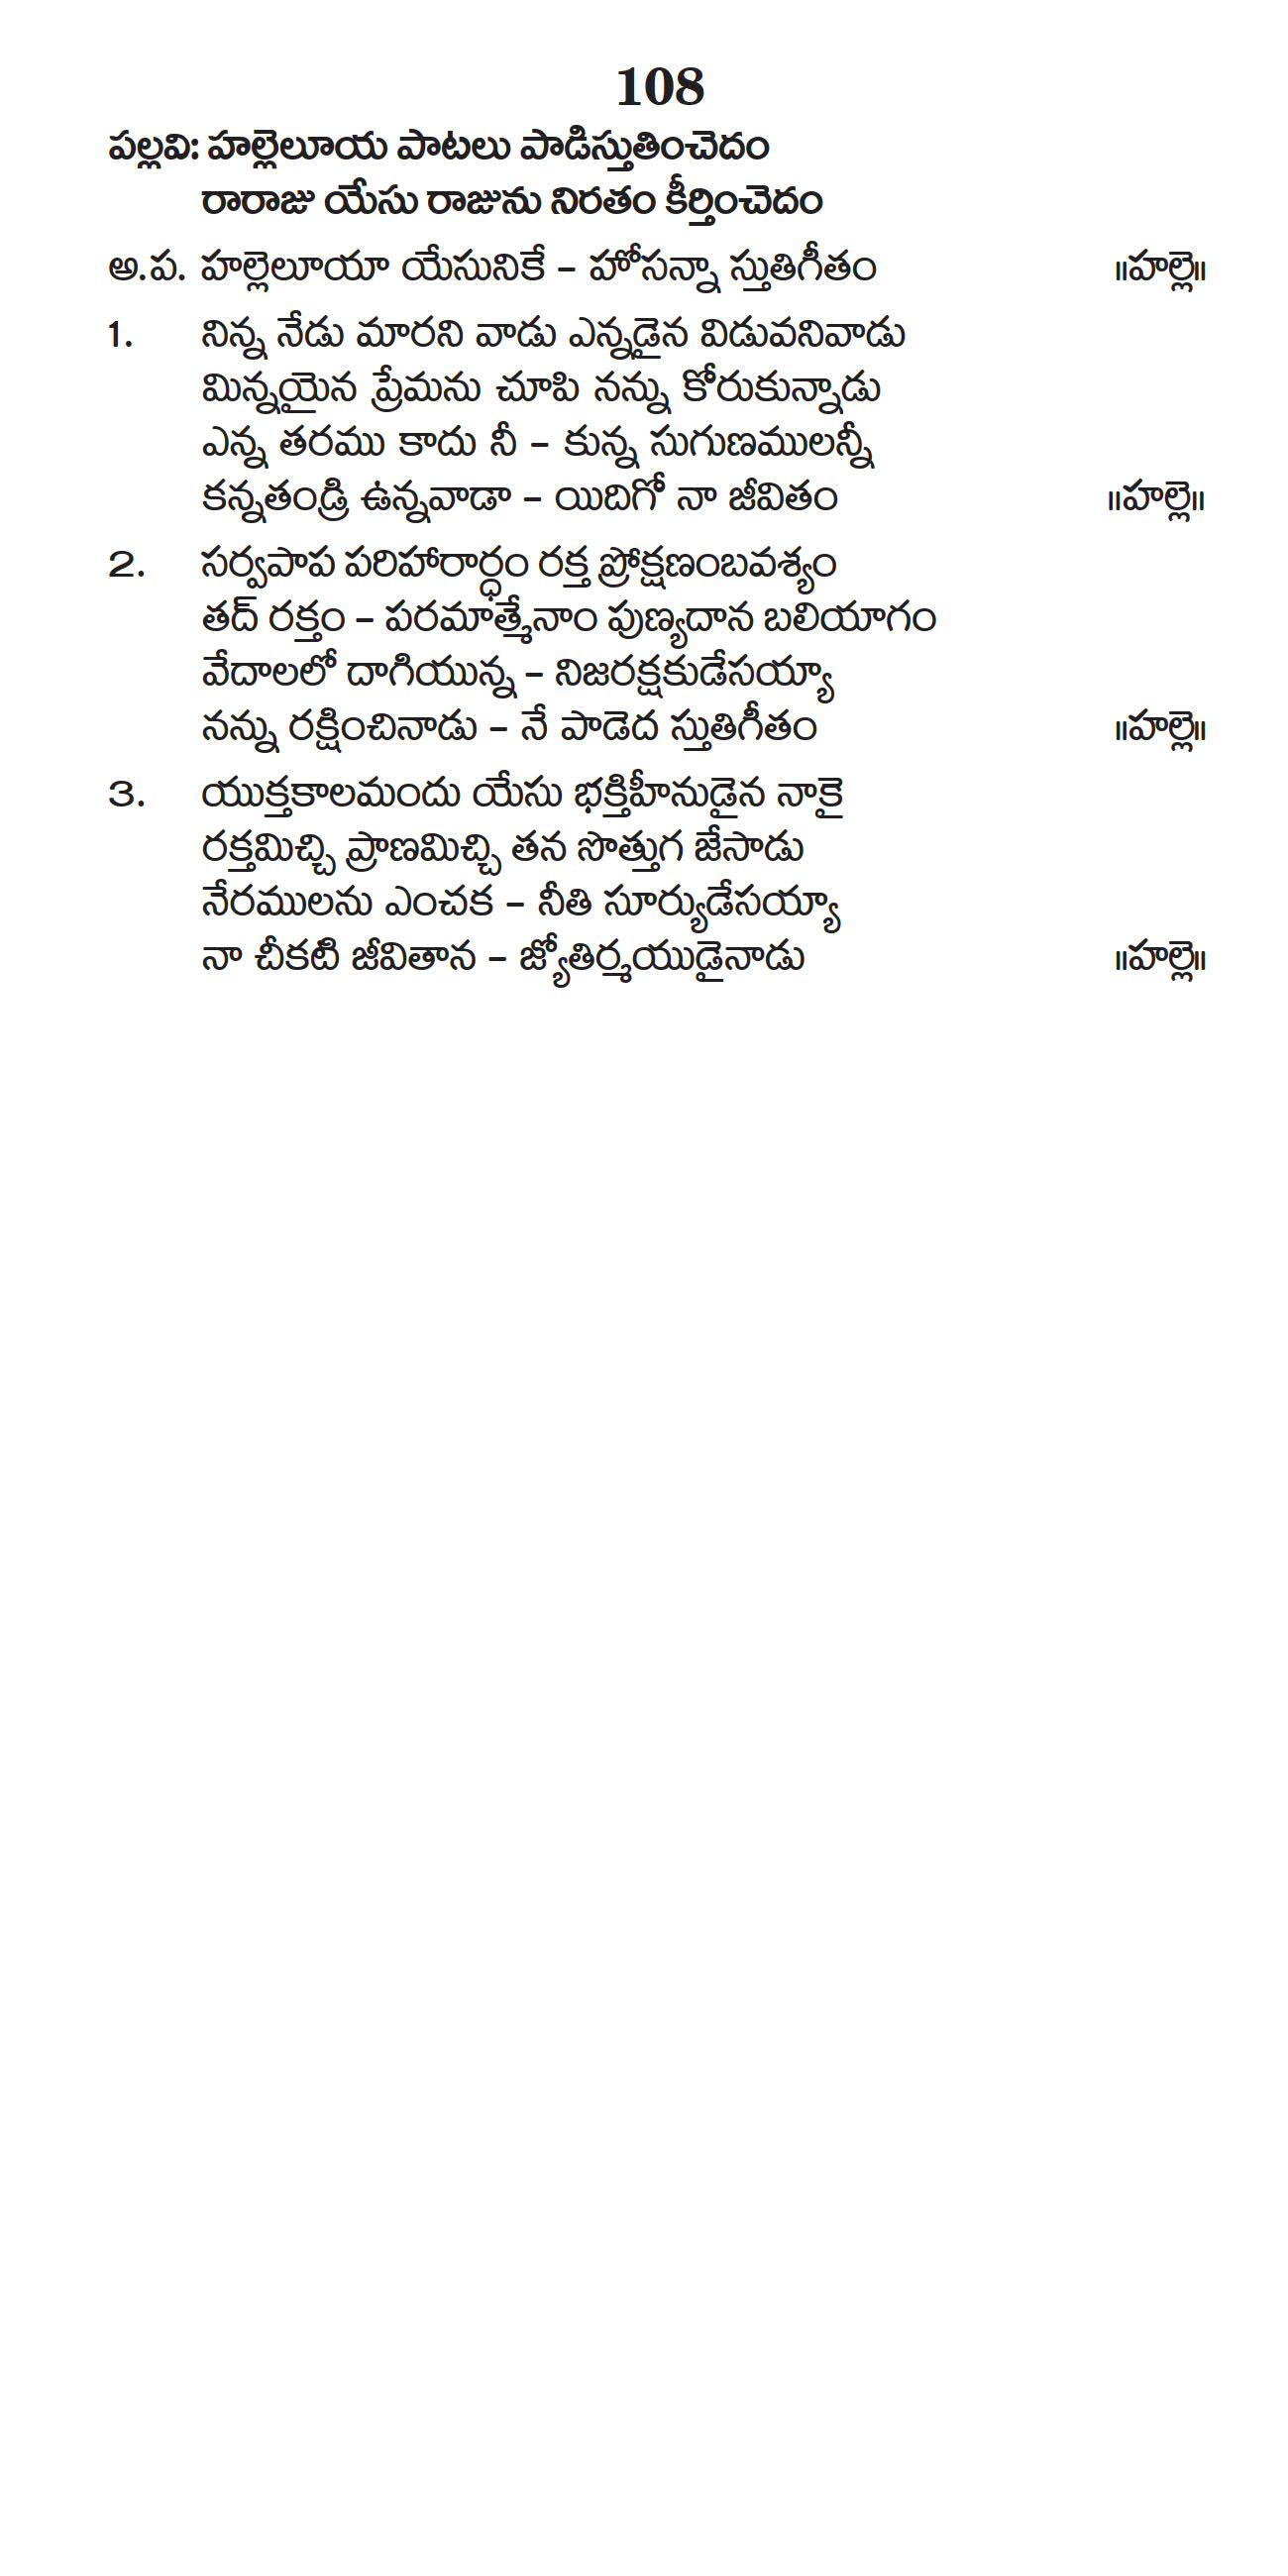 108
పల్లవి: హల్లెలూయ పాటలు పాడిస్తుతించెదం
రారాజు యేసు రాజును నిరతం కీర్తించెదం
అ.ప. హల్లెలూయా యేసునికే – హోసన్నా స్తుతిగీతం ॥హల్లె॥
1. నిన్న నేడు మారని వాడు ఎన్నడైన విడువనివాడు
మిన్నయైన ప్రేమను చూపి నన్ను కోరుకున్నాడు
ఎన్న తరము కాదు నీ – కున్న సుగుణములన్నీ
కన్నతండ్రి ఉన్నవాడా – యిదిగో నా జీవితం ॥హల్లె॥
2. సర్వపాప పరిహారార్ధం రక్త ప్రోక్షణంబవశ్యం
తద్ రక్తం – పరమాత్మేనాం పుణ్యదాన బలియాగం
వేదాలలో దాగియున్న – నిజరక్షకుడేసయ్యా
నన్ను రక్షించినాడు – నే పాడెద స్తుతిగీతం ॥హల్లె॥
3. యుక్తకాలమందు యేసు భక్తిహీనుడైన నాకై
రక్తమిచ్చి ప్రాణమిచ్చి తన సొత్తుగ జేసాడు
నేరములను ఎంచక – నీతి సూర్యుడేసయ్యా
నా చీకటి జీవితాన – జ్యోతిర్మయుడైనాడు ॥హల్లె॥